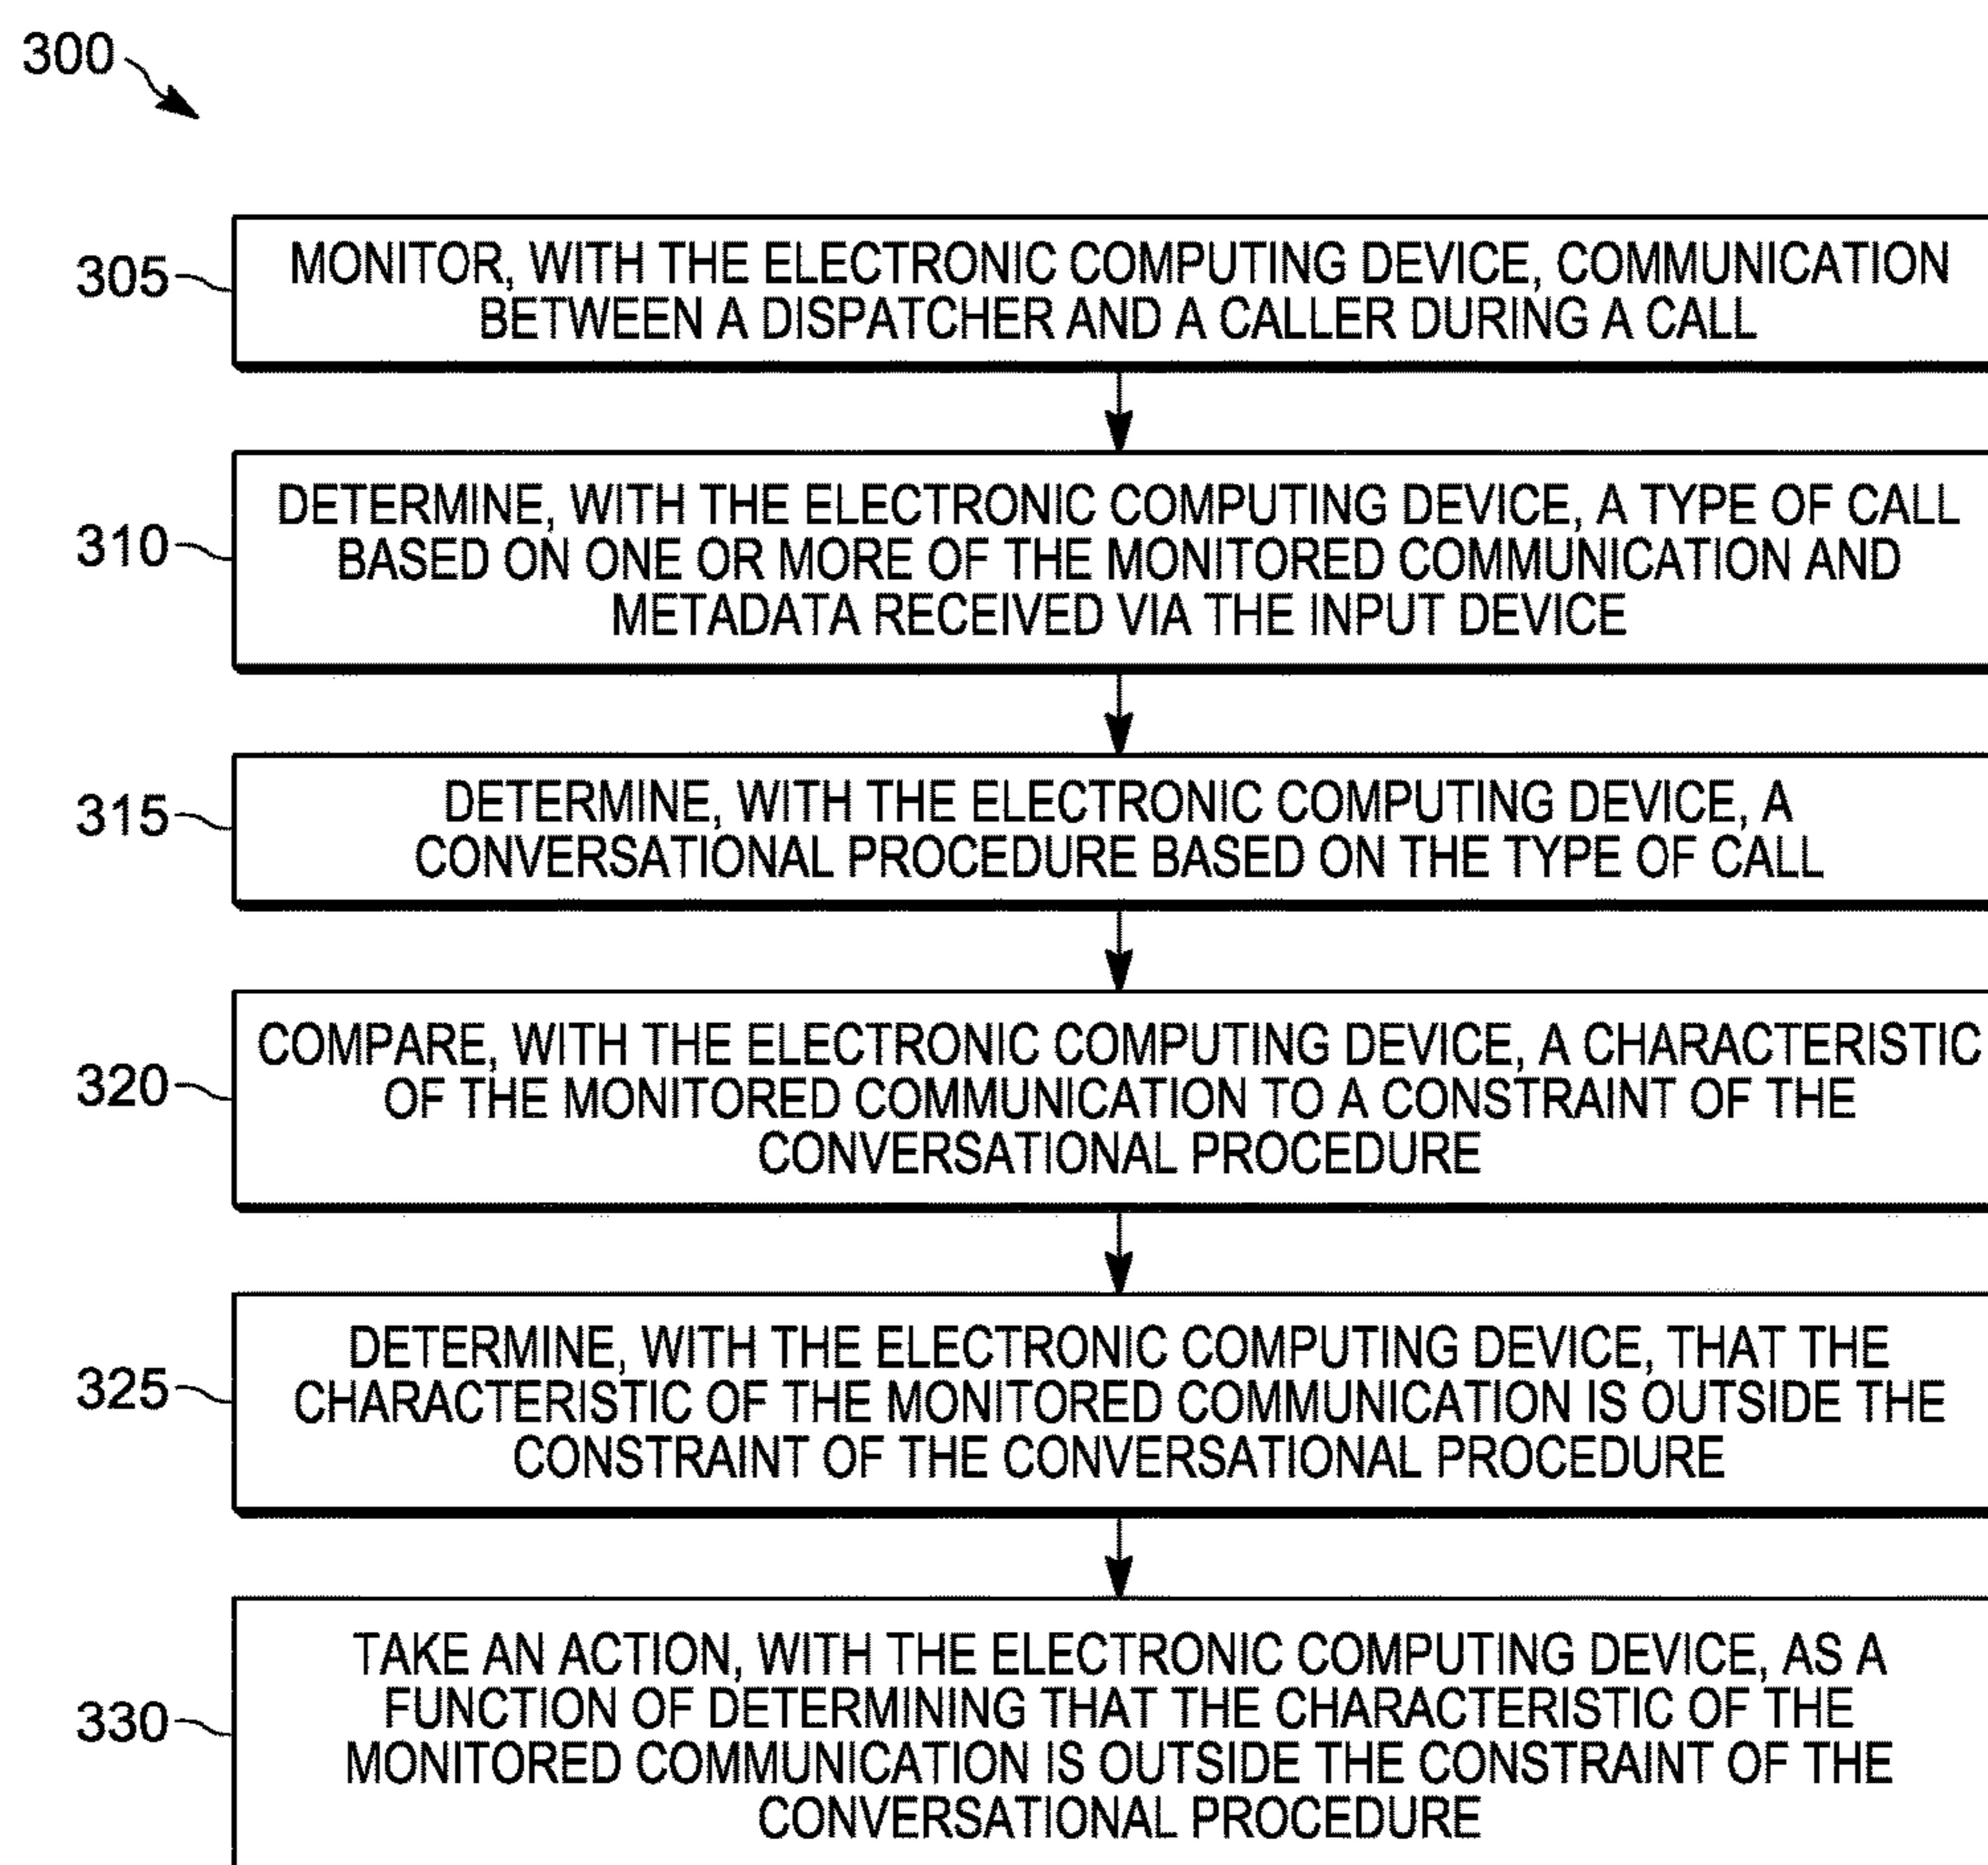 300
305
MONITOR, WITH THE ELECTRONIC COMPUTING DEVICE, COMMUNICATION
BETWEEN A DISPATCHER AND A CALLER DURING A CALL
310
DETERMINE, WITH THE ELECTRONIC COMPUTING DEVICE, A TYPE OF CALL
BASED ON ONE OR MORE OF THE MONITORED COMMUNICATION AND
METADATA RECEIVED VIA THE INPUT DEVICE
315
DETERMINE, WITH THE ELECTRONIC COMPUTING DEVICE, A
CONVERSATIONAL PROCEDURE BASED ON THE TYPE OF CALL
320
COMPARE, WITH THE ELECTRONIC COMPUTING DEVICE, A CHARACTERISTIC
OF THE MONITORED COMMUNICATION TO A CONSTRAINT OF THE
CONVERSATIONAL PROCEDURE
325
DETERMINE, WITH THE ELECTRONIC COMPUTING DEVICE, THAT THE
CHARACTERISTIC OF THE MONITORED COMMUNICATION IS OUTSIDE THE
CONSTRAINT OF THE CONVERSATIONAL PROCEDURE
330
TAKE AN ACTION, WITH THE ELECTRONIC COMPUTING DEVICE, AS A
FUNCTION OF DETERMINING THAT THE CHARACTERISTIC OF THE
MONITORED COMMUNICATION IS OUTSIDE THE CONSTRAINT OF THE
CONVERSATIONAL PROCEDURE